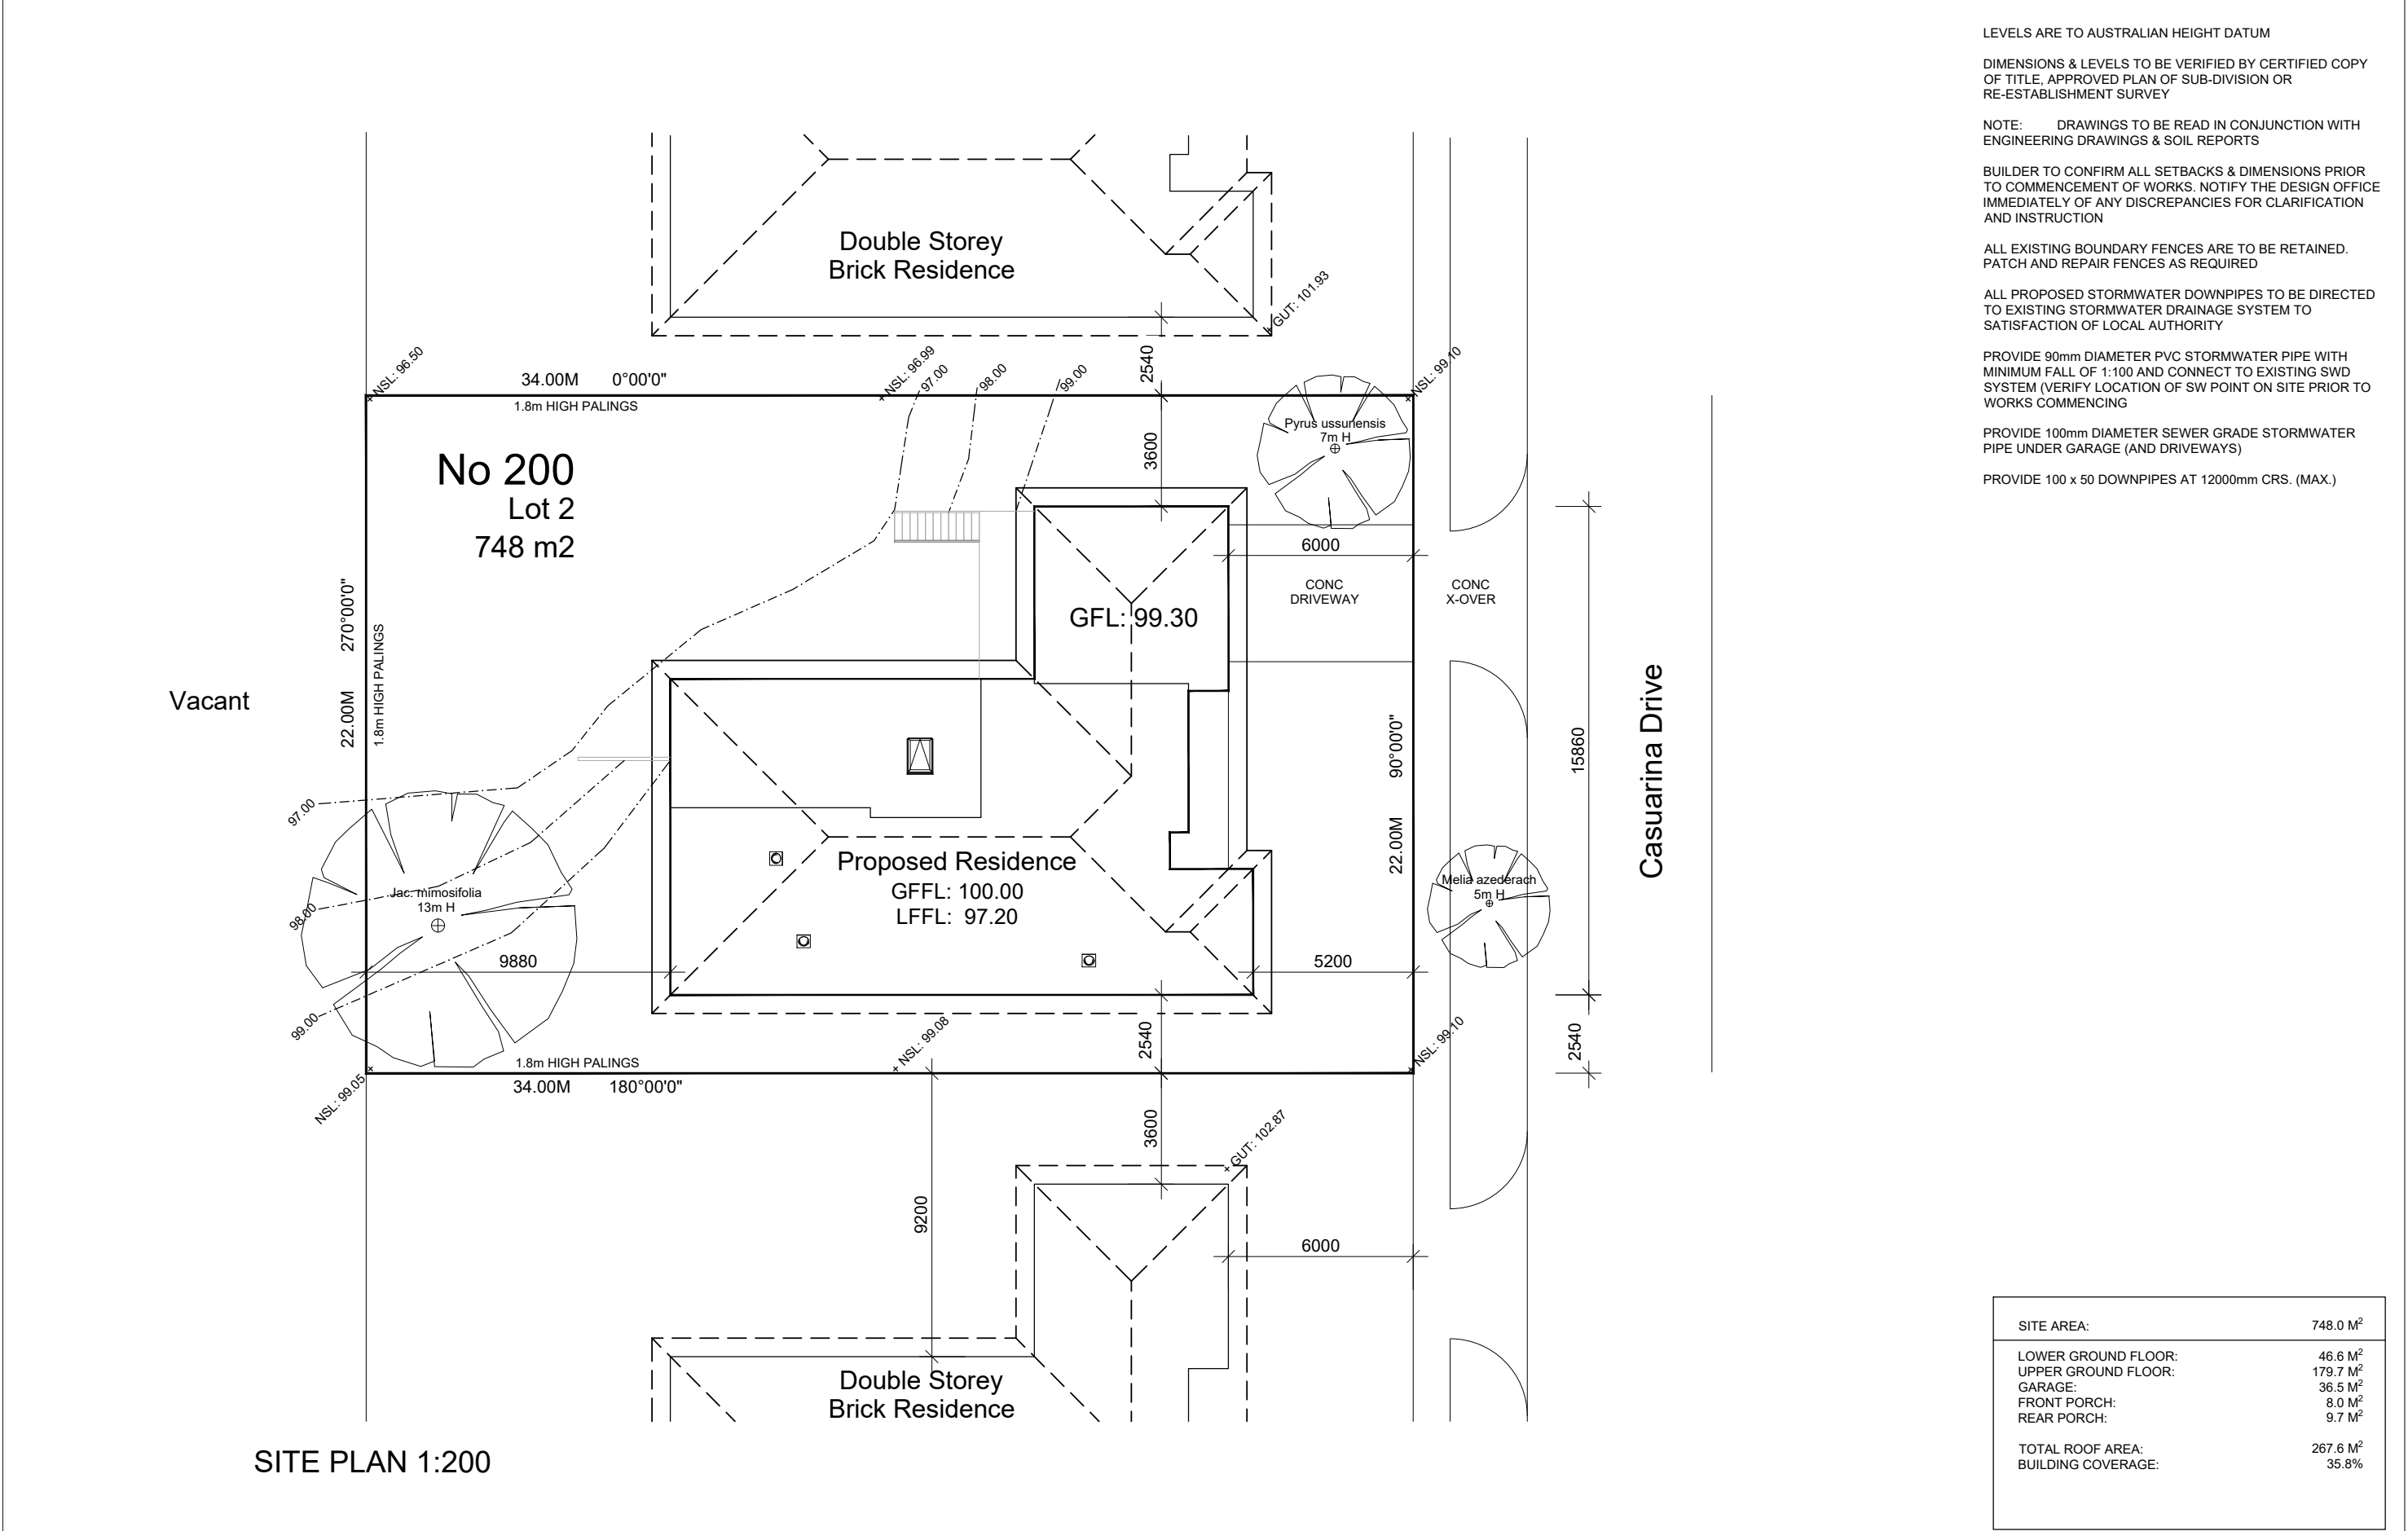 LEVELS ARE TO AUSTRALIAN HEIGHT DATUM
DIMENSIONS & LEVELS TO BE VERIFIED BY CERTIFIED COPY
OF TITLE, APPROVED PLAN OF SUB-DIVISION OR
RE-ESTABLISHMENT SURVEY
NOTE: DRAWINGS TO BE READ IN CONJUNCTION WITH
ENGINEERING DRAWINGS & SOIL REPORTS
BUILDER TO CONFIRM ALL SETBACKS & DIMENSIONS PRIOR
TO COMMENCEMENT OF WORKS. NOTIFY THE DESIGN OFFICE
IMMEDIATELY OF ANY DISCREPANCIES FOR CLARIFICATION
AND INSTRUCTION
ALL EXISTING BOUNDARY FENCES ARE TO BE RETAINED.
PATCH AND REPAIR FENCES AS REQUIRED
ALL PROPOSED STORMWATER DOWNPIPES TO BE DIRECTED
TO EXISTING STORMWATER DRAINAGE SYSTEM TO
SATISFACTION OF LOCAL AUTHORITY
PROVIDE 90mm DIAMETER PVC STORMWATER PIPE WITH
MINIMUM FALL OF 1:100 AND CONNECT TO EXISTING SWD
SYSTEM (VERIFY LOCATION OF SW POINT ON SITE PRIOR TO
WORKS COMMENCING
PROVIDE 100mm DIAMETER SEWER GRADE STORMWATER
PIPE UNDER GARAGE (AND DRIVEWAYS)
PROVIDE 100 x 50 DOWNPIPES AT 12000mm CRS. (MAX.)
Double Storey
Brick Residence
GUT: 101.93
NSL: 96.50
34.00M 0°00'0"
1.8m HIGH PALINGS
NSL: 96.99
97.00
98.00
99.00
2540
NSL: 99.10
Pyrus ussuriensis
7m H
3600
No 200
Lot 2
748 m2
6000
CONC
DRIVEWAY
CONC
X-OVER
GFL: 99.30
22.00M 270°00'0"
1.8m HIGH PALINGS
Vacant
22.00M 90°00'0"
15860
Casuarina Drive
97.00
98.00
99.00
Jac. mimosifolia
13m H
Proposed Residence
GFFL: 100.00
LFFL: 97.20
Melia azederach
5m H
9880
5200
2540
2540
NSL: 99.08
NSL: 99.10
NSL: 99.05
1.8m HIGH PALINGS
34.00M 180°00'0"
3600
GUT: 102.87
9200
6000
Double Storey
Brick Residence
SITE PLAN 1:200
SITE AREA: 748.0 M²
LOWER GROUND FLOOR: 46.6 M²
UPPER GROUND FLOOR: 179.7 M²
GARAGE: 36.5 M²
FRONT PORCH: 8.0 M²
REAR PORCH: 9.7 M²
TOTAL ROOF AREA: 267.6 M²
BUILDING COVERAGE: 35.8%